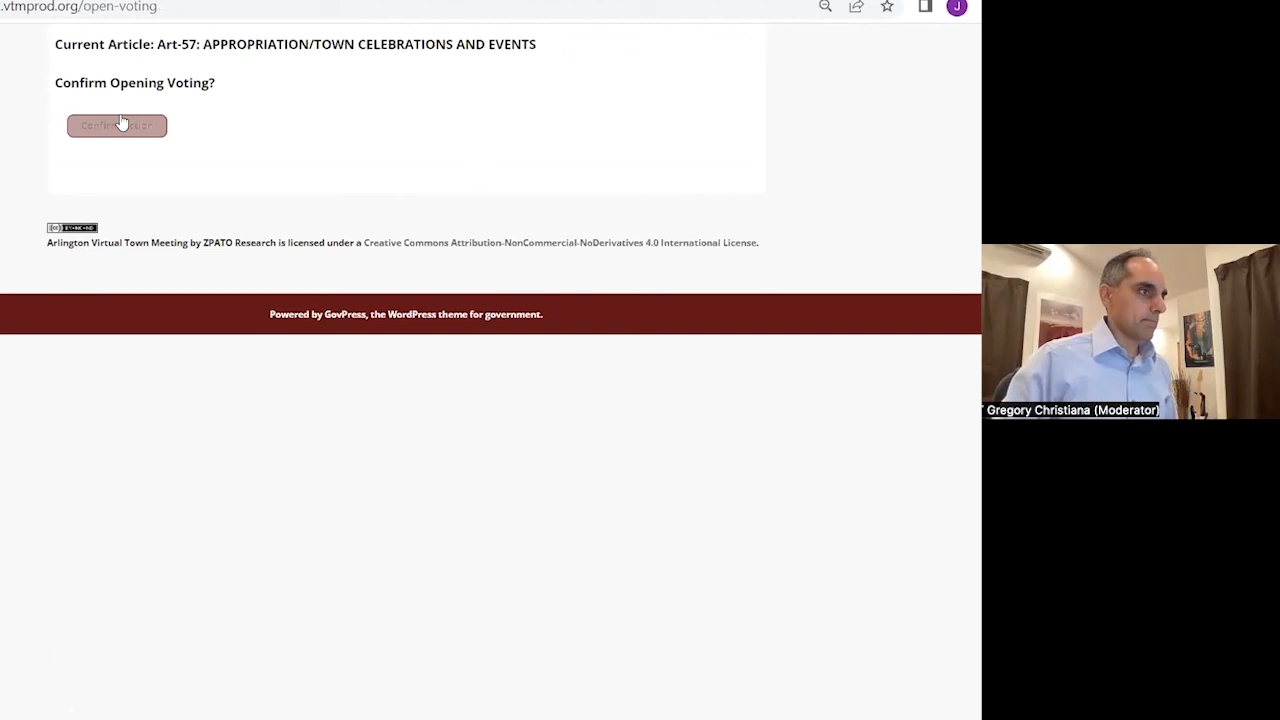 .vtmprod.org/open-voting
J
Current Article: Art-57: APPROPRIATION/TOWN CELEBRATIONS AND EVENTS
Confirm Opening Voting?
Arlington Virtual Town Meeting by ZPATO Research is licensed under a Creative Commons Attribution-NonCommercial-NoDerivatives 4.0 International License.
Powered by GovPress, the WordPress theme for government.
Gregory Christiana (Moderator)